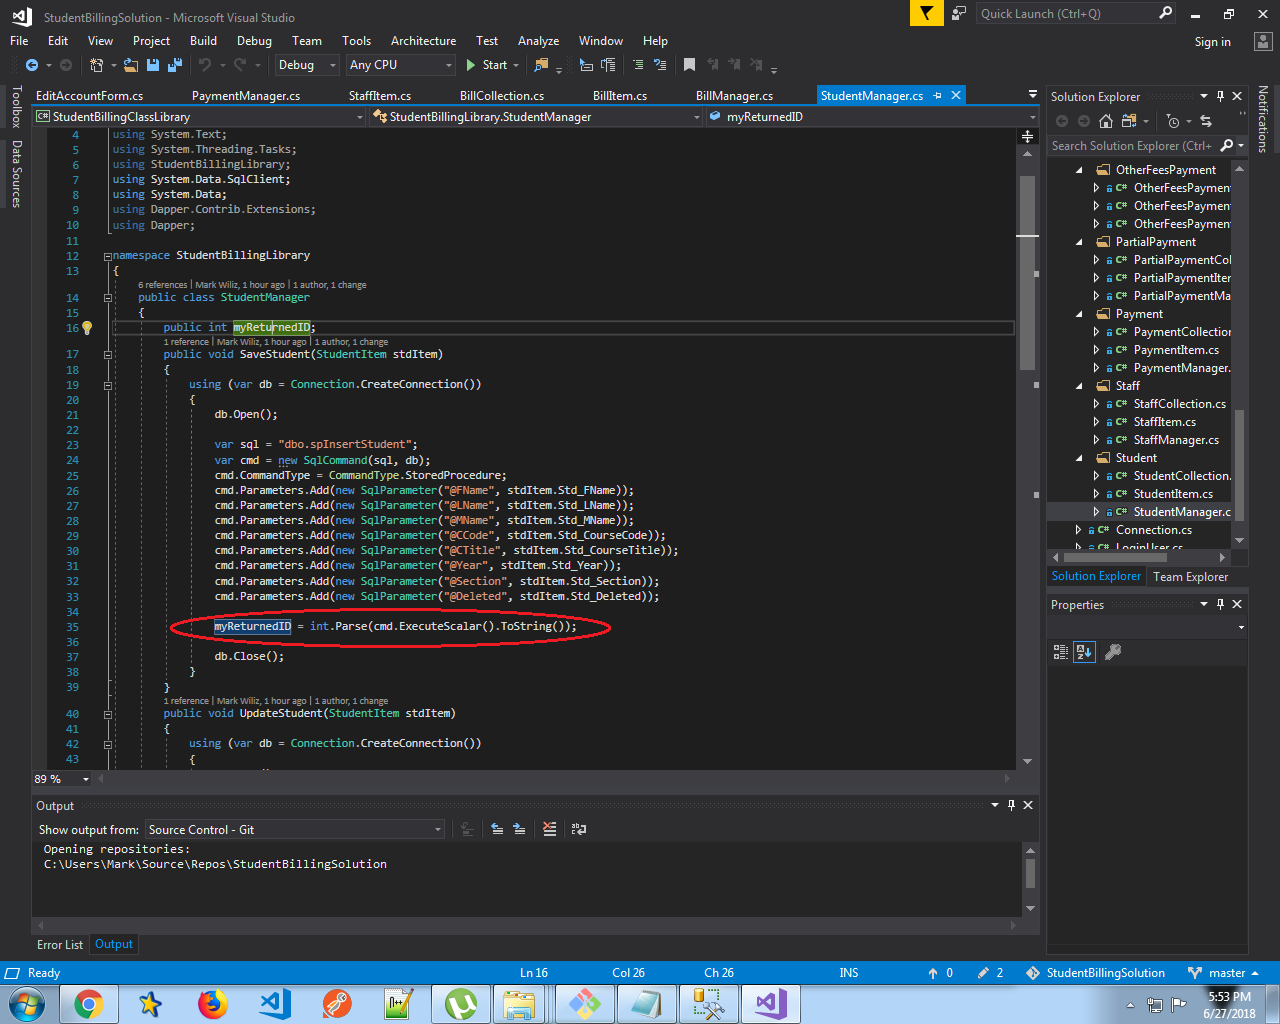 StudentBillingSolution - Microsoft Visual Studio
Quick Launch (Ctrl+Q)
File Edit View Project Build Debug Team Tools Architecture Test Analyze Window Help
Sign in
Debug Any CPU Start
Toolbox
Data Sources
EditAccountForm.cs PaymentManager.cs StaffItem.cs BillCollection.cs BillItem.cs BillManager.cs StudentManager.cs
StudentBillingClassLibrary StudentBillingLibrary.StudentManager myReturnedID
4 using System.Text;
5 using System.Threading.Tasks;
6 using StudentBillingLibrary;
7 using System.Data.SqlClient;
8 using System.Data;
9 using Dapper.Contrib.Extensions;
10 using Dapper;
11
12 namespace StudentBillingLibrary
13 {
6 references | Mark Wiliz, 1 hour ago | 1 author, 1 change
14 public class StudentManager
15 {
16 public int myReturnedID;
1 reference | Mark Wiliz, 1 hour ago | 1 author, 1 change
17 public void SaveStudent(StudentItem stdItem)
18 {
19 using (var db = Connection.CreateConnection())
20 {
21 db.Open();
22
23 var sql = "dbo.spInsertStudent";
24 var cmd = new SqlCommand(sql, db);
25 cmd.CommandType = CommandType.StoredProcedure;
26 cmd.Parameters.Add(new SqlParameter("@FName", stdItem.Std_FName));
27 cmd.Parameters.Add(new SqlParameter("@LName", stdItem.Std_LName));
28 cmd.Parameters.Add(new SqlParameter("@MName", stdItem.Std_MName));
29 cmd.Parameters.Add(new SqlParameter("@CCode", stdItem.Std_CourseCode));
30 cmd.Parameters.Add(new SqlParameter("@CTitle", stdItem.Std_CourseTitle));
31 cmd.Parameters.Add(new SqlParameter("@Year", stdItem.Std_Year));
32 cmd.Parameters.Add(new SqlParameter("@Section", stdItem.Std_Section));
33 cmd.Parameters.Add(new SqlParameter("@Deleted", stdItem.Std_Deleted));
34
35 myReturnedID = int.Parse(cmd.ExecuteScalar().ToString());
36
37 db.Close();
38 }
39 }
1 reference | Mark Wiliz, 1 hour ago | 1 author, 1 change
40 public void UpdateStudent(StudentItem stdItem)
41 {
42 using (var db = Connection.CreateConnection())
43 {
89 %
Output
Show output from: Source Control - Git
Opening repositories:
C:\Users\Mark\Source\Repos\StudentBillingSolution
Error List Output
Solution Explorer
Search Solution Explorer (Ctrl+
OtherFeesPayment
C# OtherFeesPaymen
C# OtherFeesPaymen
C# OtherFeesPaymen
PartialPayment
C# PartialPaymentCol
C# PartialPaymentIter
C# PartialPaymentMa
Payment
C# PaymentCollection
C# PaymentItem.cs
C# PaymentManager.
Staff
C# StaffCollection.cs
C# StaffItem.cs
C# StaffManager.cs
Student
C# StudentCollection.
C# StudentItem.cs
C# StudentManager.c
C# Connection.cs
C# LoginUser.cs
Solution Explorer Team Explorer
Properties
Notifications
Ready Ln 16 Col 26 Ch 26 INS 0 2 StudentBillingSolution master
5:53 PM
6/27/2018